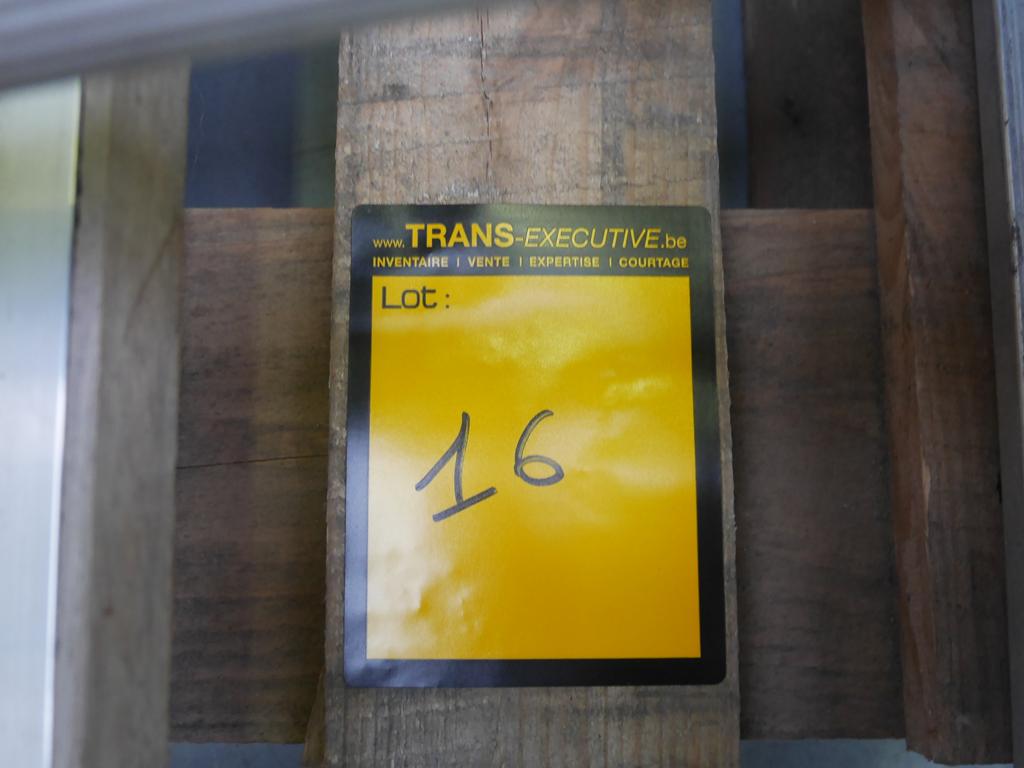 www.TRANS-EXECUTIVE.be
INVENTAIRE | VENTE | EXPERTISE | COURTAGE
Lot :
16